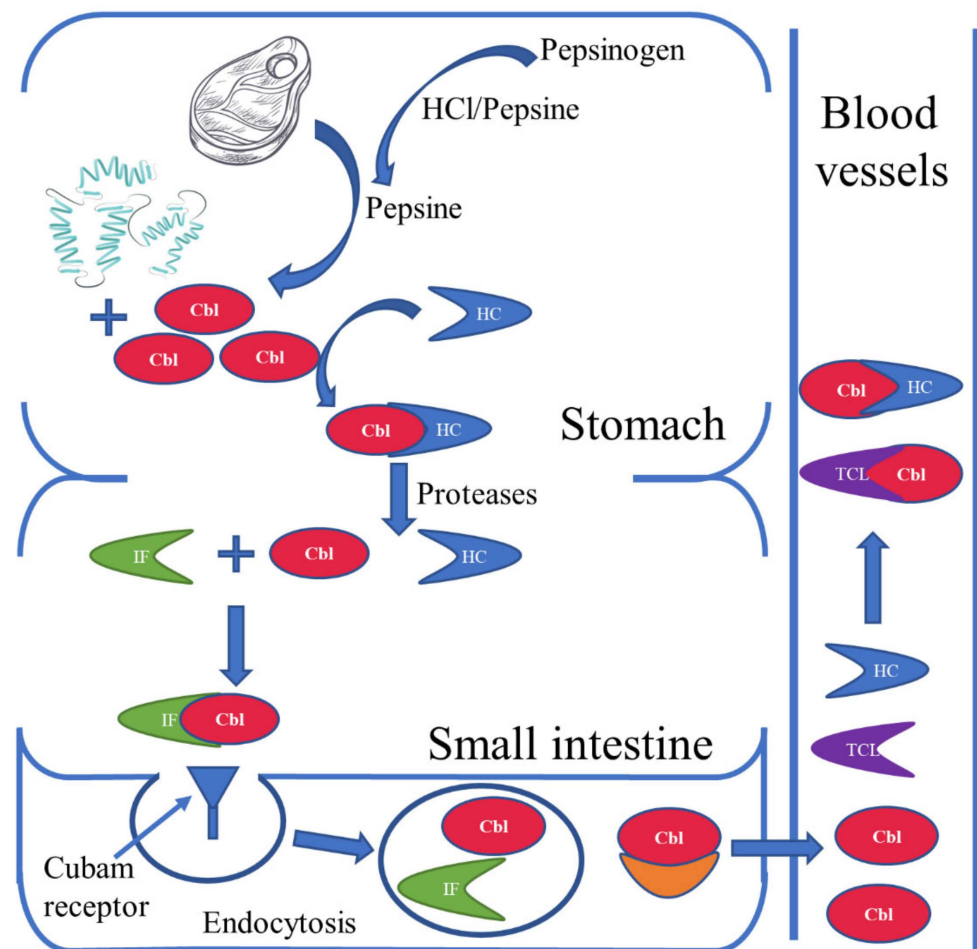 Pepsinogen
HCl/Pepsine
Pepsine
Cbl
Cbl
Cbl
HC
Cbl
HC
Stomach
Proteases
IF
Cbl
HC
IF
Cbl
Small intestine
Cubam
receptor
Endocytosis
Cbl
IF
Cbl
Blood
vessels
Cbl
HC
TCL
Cbl
HC
TCL
Cbl
Cbl